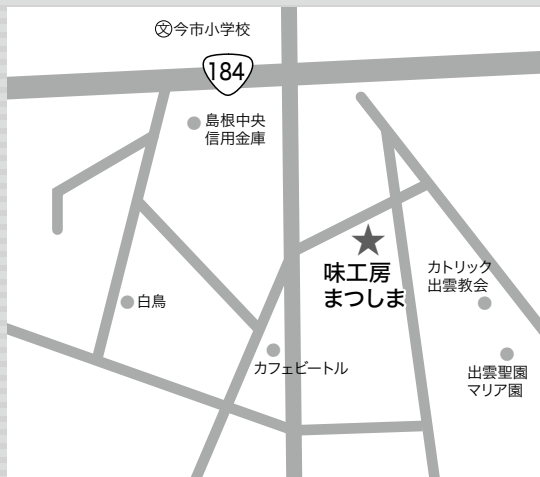 ㊫今市小学校
184
島根中央
信用金庫
味工房
まつしま
カトリック
出雲教会
白鳥
カフェビートル
出雲聖園
マリア園